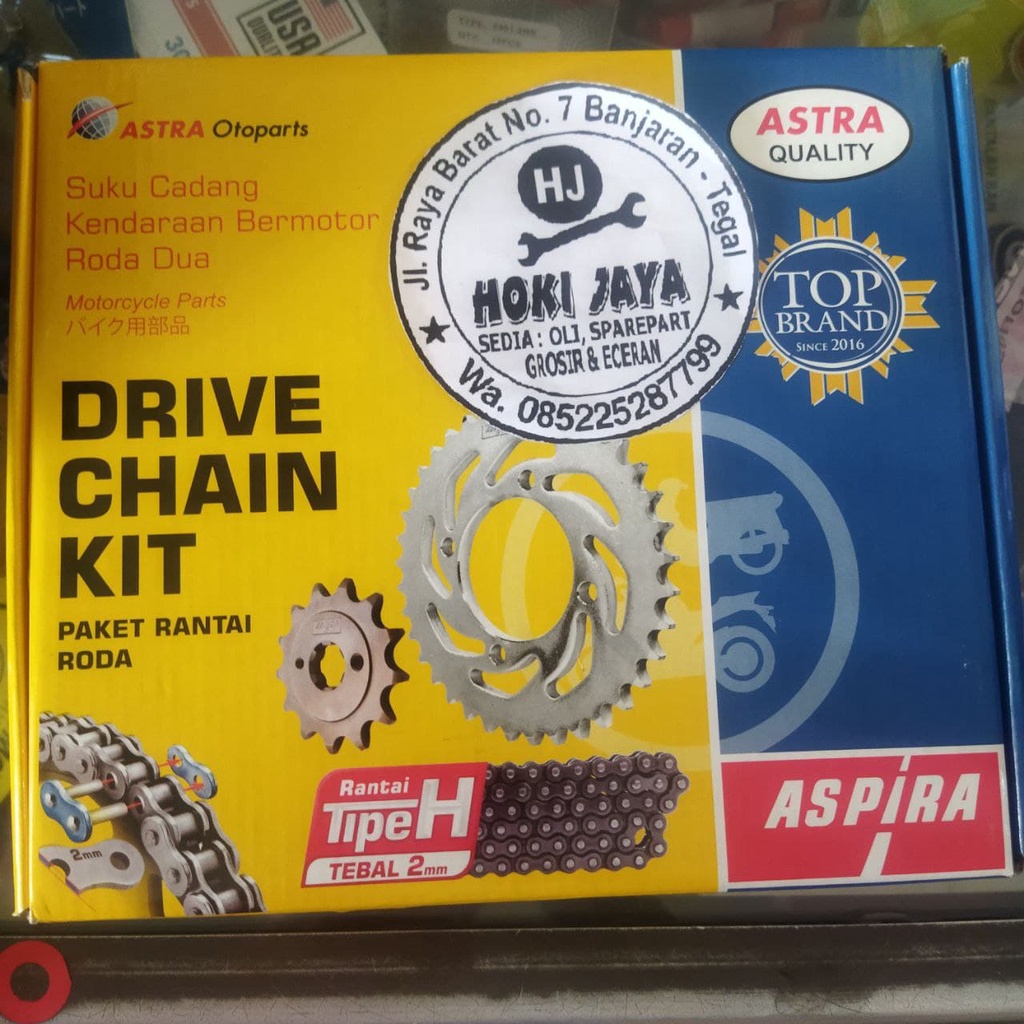 USA
ASTRA Otoparts
Suku Cadang
Kendaraan Bermotor
Roda Dua
Motorcycle Parts
バイク用部品
DRIVE
CHAIN
KIT
PAKET RANTAI
RODA
2mm
Rantai
TipeH
TEBAL 2mm
Jl. Raya Barat No. 7 Banjaran - Tegal
HJ
HOKI JAYA
SEDIA : OLI, SPAREPART
GROSIR & ECERAN
Wa. 085225287799
ASTRA
QUALITY
TOP
BRAND
SINCE 2016
ASPIRA